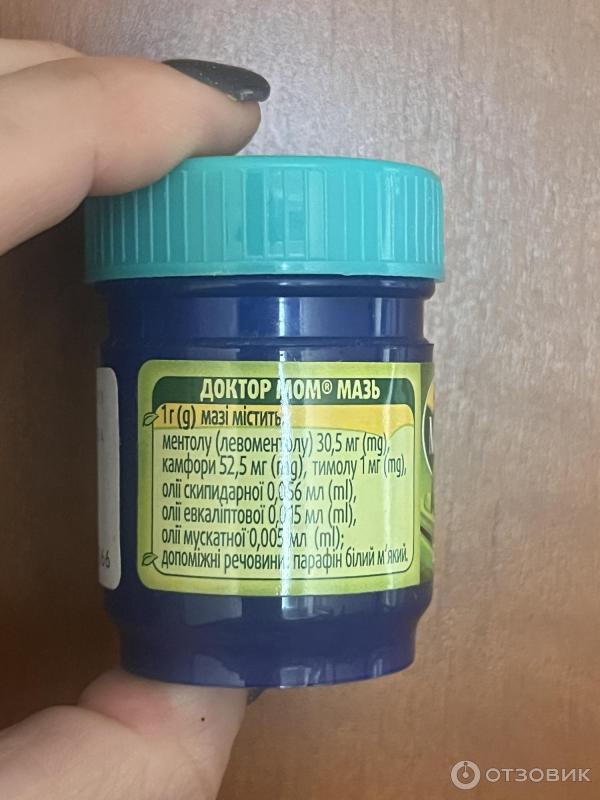 ДОКТОР МОМ® МАЗЬ
1 г (g) мазі містить:
ментолу (левоментолу) 30,5 мг (mg),
камфори 52,5 мг (mg), тимолу 1 мг (mg),
олії скипидарної 0,056 мл (ml),
олії евкаліптової 0,015 мл (ml),
олії мускатної 0,005 мл (ml);
допоміжні речовини: парафін білий м'який.
66
ОТЗОВИК